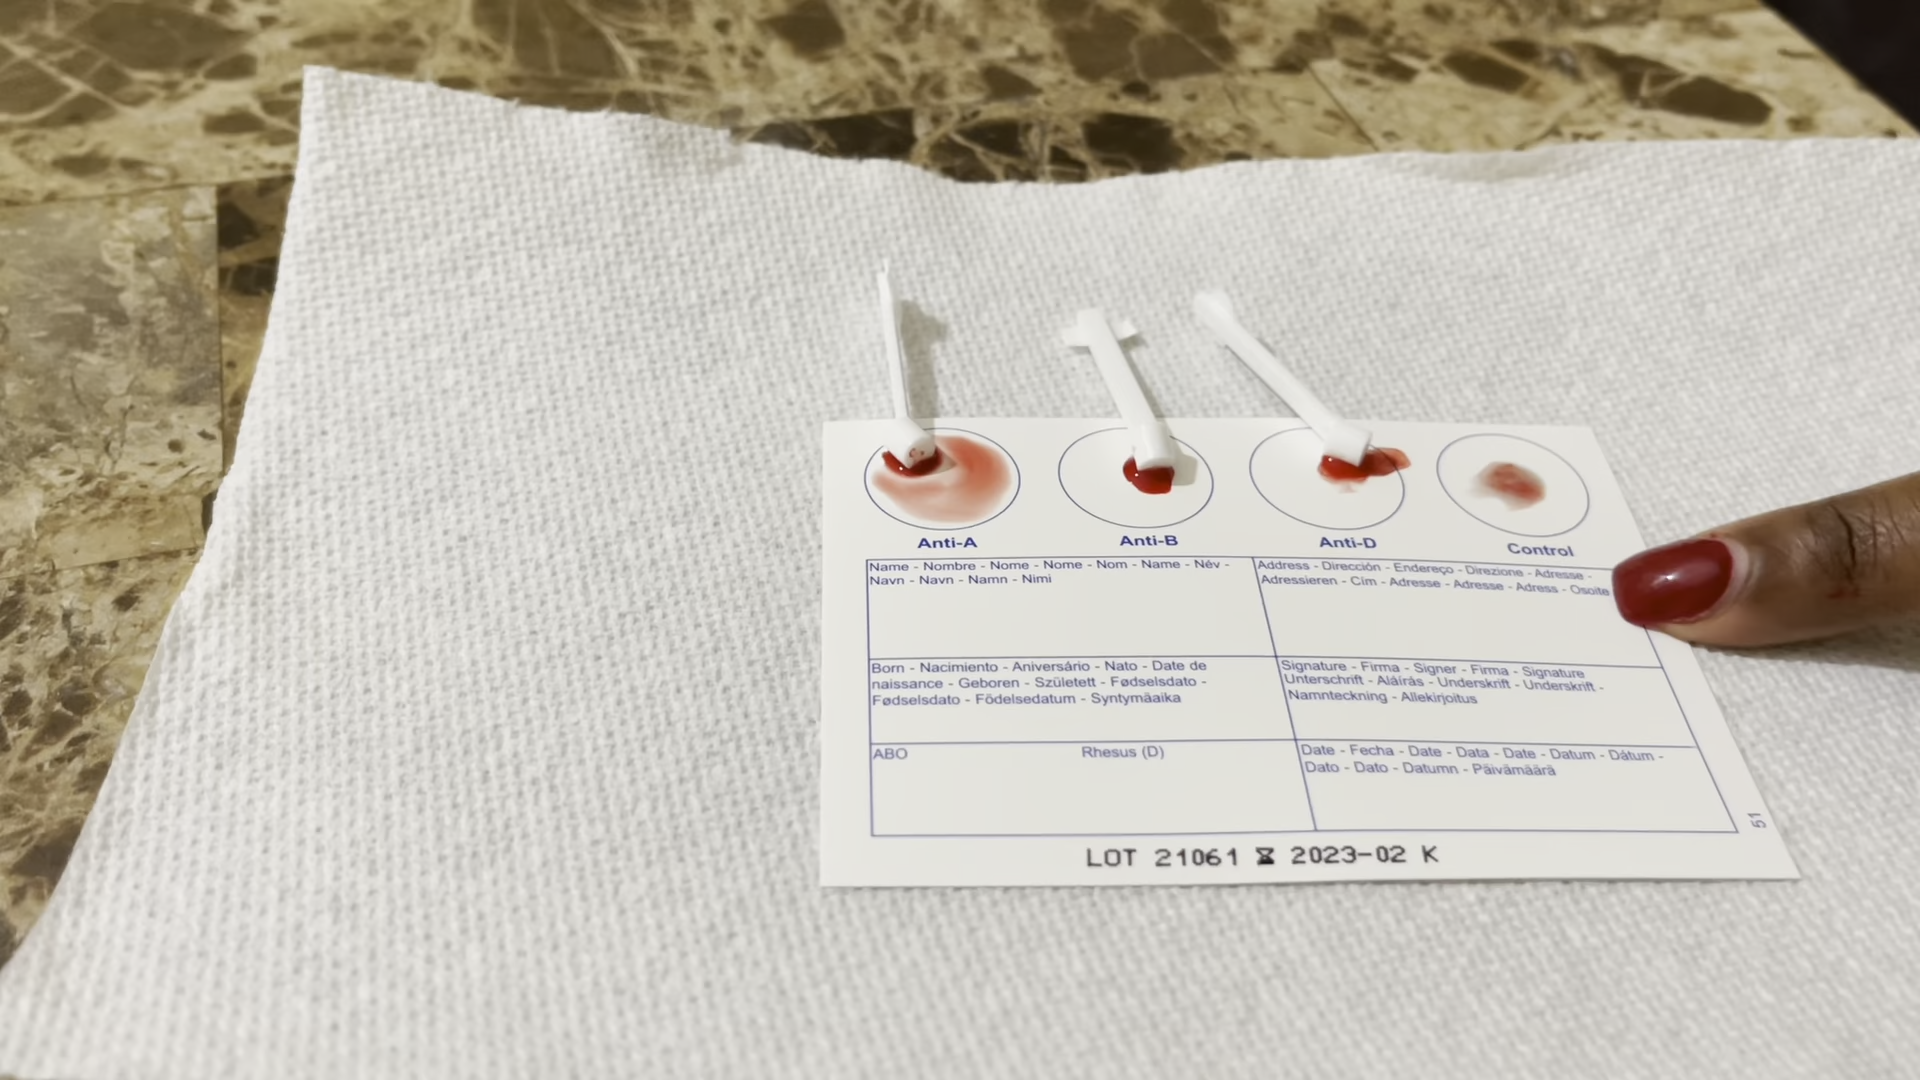 Anti-A
Anti-B
Anti-D
Control
Name - Nombre - Nome - Nome - Nom - Name - Név -
Navn - Navn - Namn - Nimi
Address - Dirección - Endereço - Direzione - Adresse -
Adressieren - Cím - Adresse - Adresse - Adress - Osoite
Born - Nacimiento - Aniversário - Nato - Date de
naissance - Geboren - Született - Fødselsdato -
Fødselsdato - Födelsedatum - Syntymäaika
Signature - Firma - Signer - Firma - Signature
Unterschrift - Aláírás - Underskrift - Underskrift -
Namnteckning - Allekirjoitus
ABO
Rhesus (D)
Date - Fecha - Date - Data - Date - Datum - Dátum -
Dato - Dato - Datumn - Päivämäärä
51
LOT 21061 ⧗ 2023-02 K